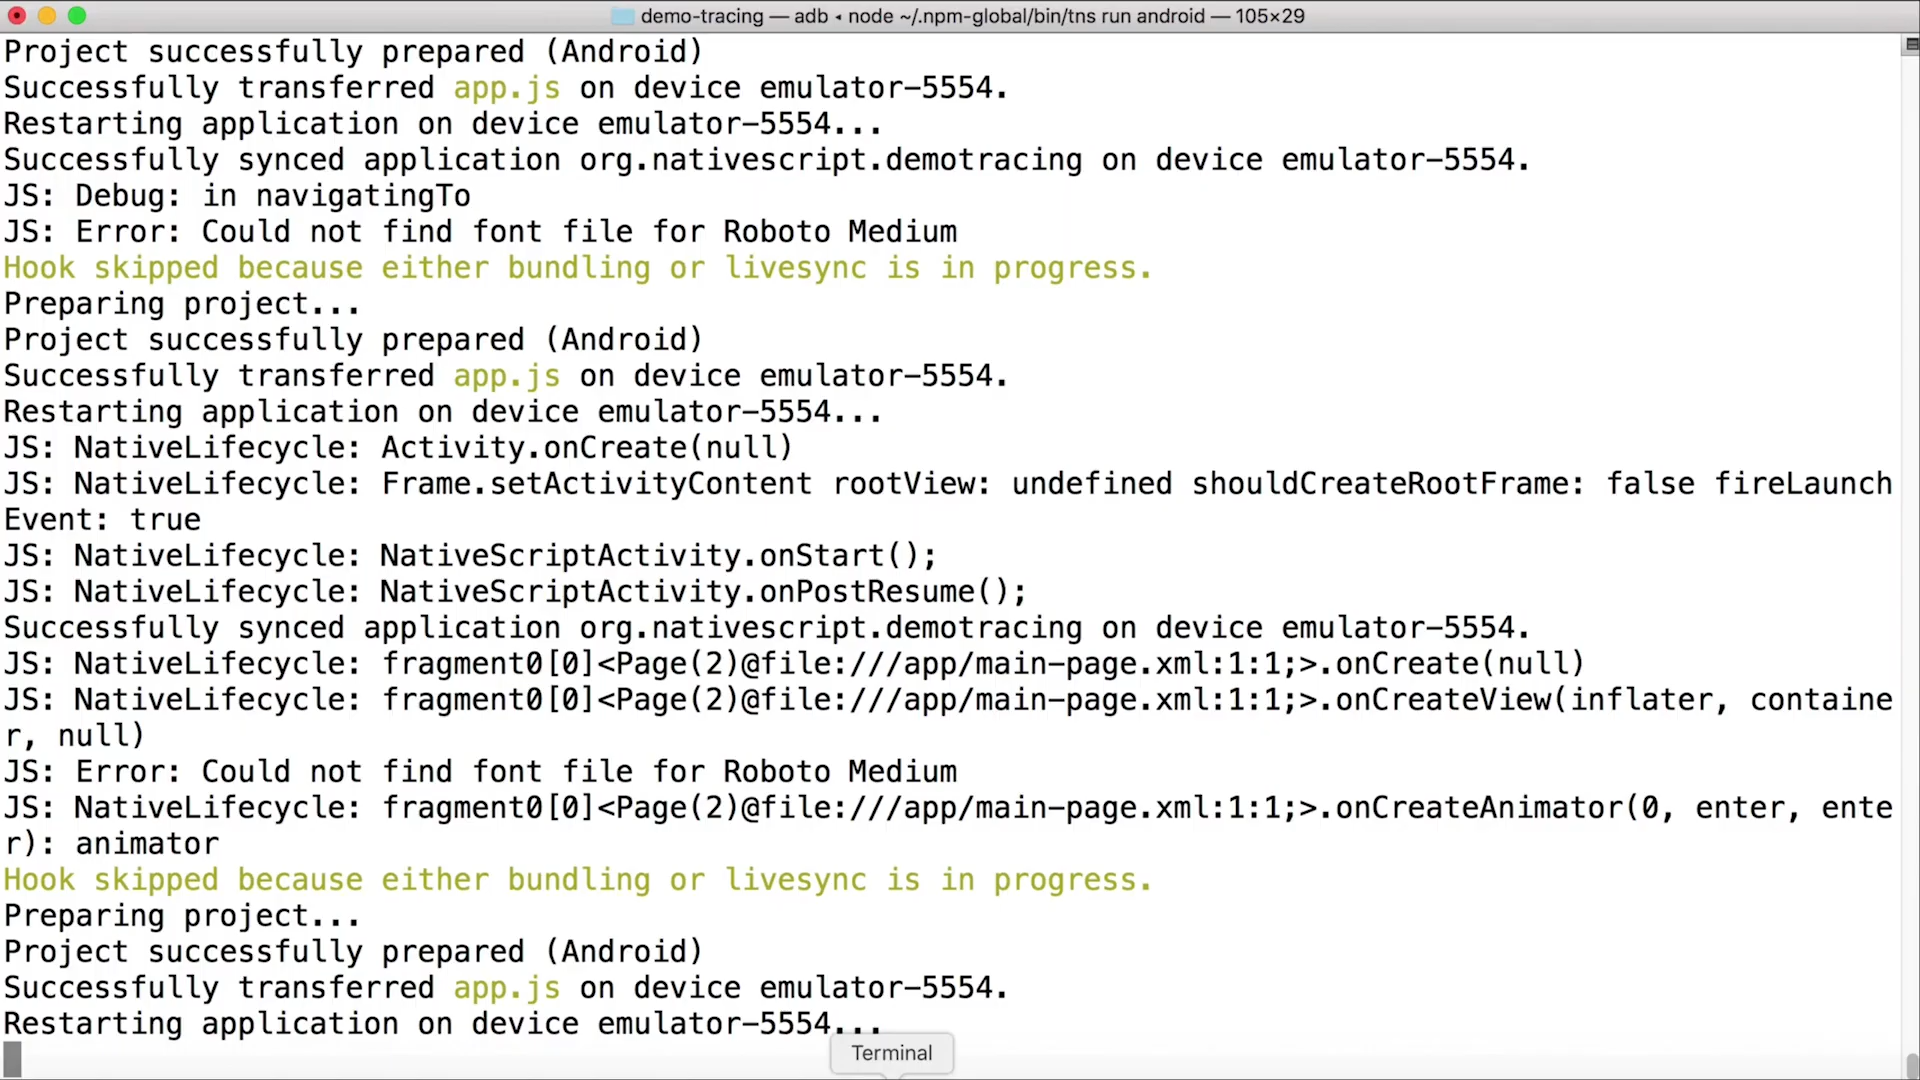 demo-tracing — adb ◂ node ~/.npm-global/bin/tns run android — 105×29
Project successfully prepared (Android)
Successfully transferred app.js on device emulator-5554.
Restarting application on device emulator-5554...
Successfully synced application org.nativescript.demotracing on device emulator-5554.
JS: Debug: in navigatingTo
JS: Error: Could not find font file for Roboto Medium
Hook skipped because either bundling or livesync is in progress.
Preparing project...
Project successfully prepared (Android)
Successfully transferred app.js on device emulator-5554.
Restarting application on device emulator-5554...
JS: NativeLifecycle: Activity.onCreate(null)
JS: NativeLifecycle: Frame.setActivityContent rootView: undefined shouldCreateRootFrame: false fireLaunch
Event: true
JS: NativeLifecycle: NativeScriptActivity.onStart();
JS: NativeLifecycle: NativeScriptActivity.onPostResume();
Successfully synced application org.nativescript.demotracing on device emulator-5554.
JS: NativeLifecycle: fragment0[0]<Page(2)@file:///app/main-page.xml:1:1;>.onCreate(null)
JS: NativeLifecycle: fragment0[0]<Page(2)@file:///app/main-page.xml:1:1;>.onCreateView(inflater, containe
r, null)
JS: Error: Could not find font file for Roboto Medium
JS: NativeLifecycle: fragment0[0]<Page(2)@file:///app/main-page.xml:1:1;>.onCreateAnimator(0, enter, ente
r): animator
Hook skipped because either bundling or livesync is in progress.
Preparing project...
Project successfully prepared (Android)
Successfully transferred app.js on device emulator-5554.
Restarting application on device emulator-5554...
Terminal